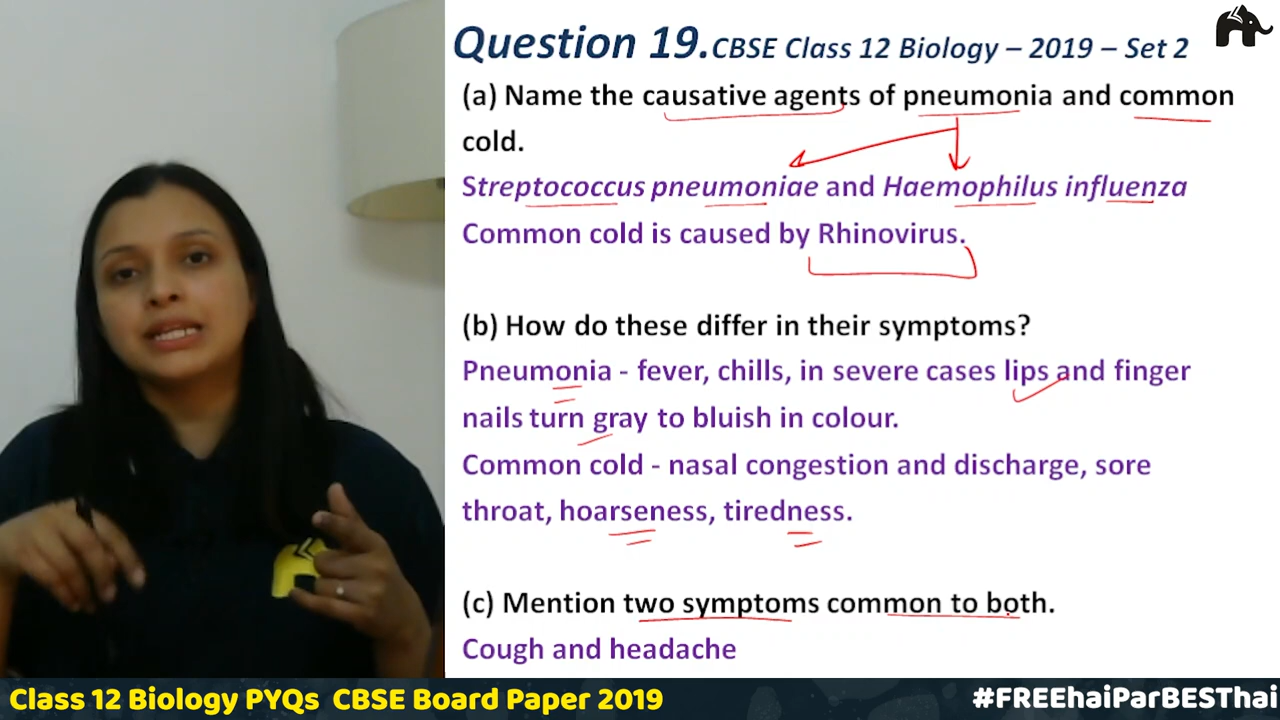 Question 19.CBSE Class 12 Biology – 2019 – Set 2
(a) Name the causative agents of pneumonia and common
cold.
Streptococcus pneumoniae and Haemophilus influenza
Common cold is caused by Rhinovirus.
(b) How do these differ in their symptoms?
Pneumonia - fever, chills, in severe cases lips and finger
nails turn gray to bluish in colour.
Common cold - nasal congestion and discharge, sore
throat, hoarseness, tiredness.
(c) Mention two symptoms common to both.
Cough and headache
Class 12 Biology PYQs CBSE Board Paper 2019
#FREEhaiParBESThai